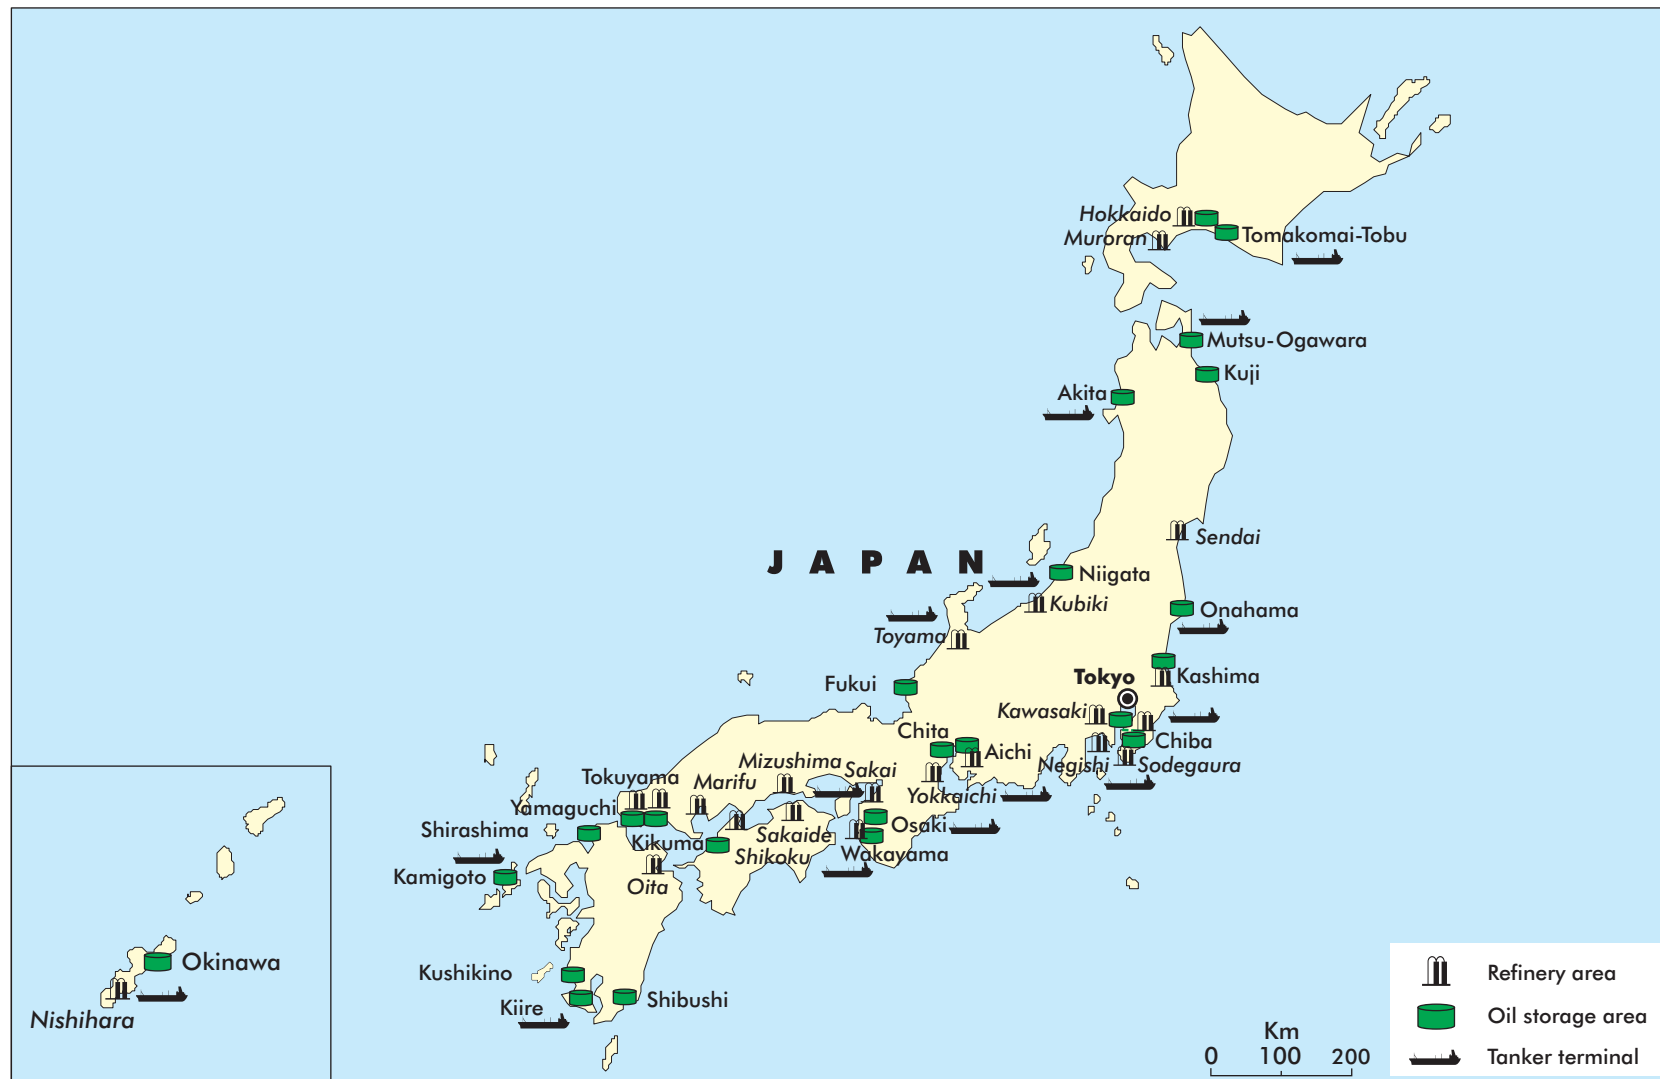 Hokkaido
Muroran
Tomakomai-Tobu
Mutsu-Ogawara
Kuji
Akita
Sendai
JAPAN
Niigata
Kubiki
Onahama
Toyama
Kashima
Tokyo
Fukui
Kawasaki
Chita
Aichi
Chiba
Negishi
Sodegaura
Mizushima
Sakai
Tokuyama
Marifu
Yokkaichi
Yamaguchi
Osaki
Shirashima
Sakaide
Kikuma
Shikoku
Wakayama
Kamigoto
Oita
Okinawa
Kushikino
Nishihara
Kiire
Shibushi
Refinery area
Oil storage area
Tanker terminal
Km
0 100 200